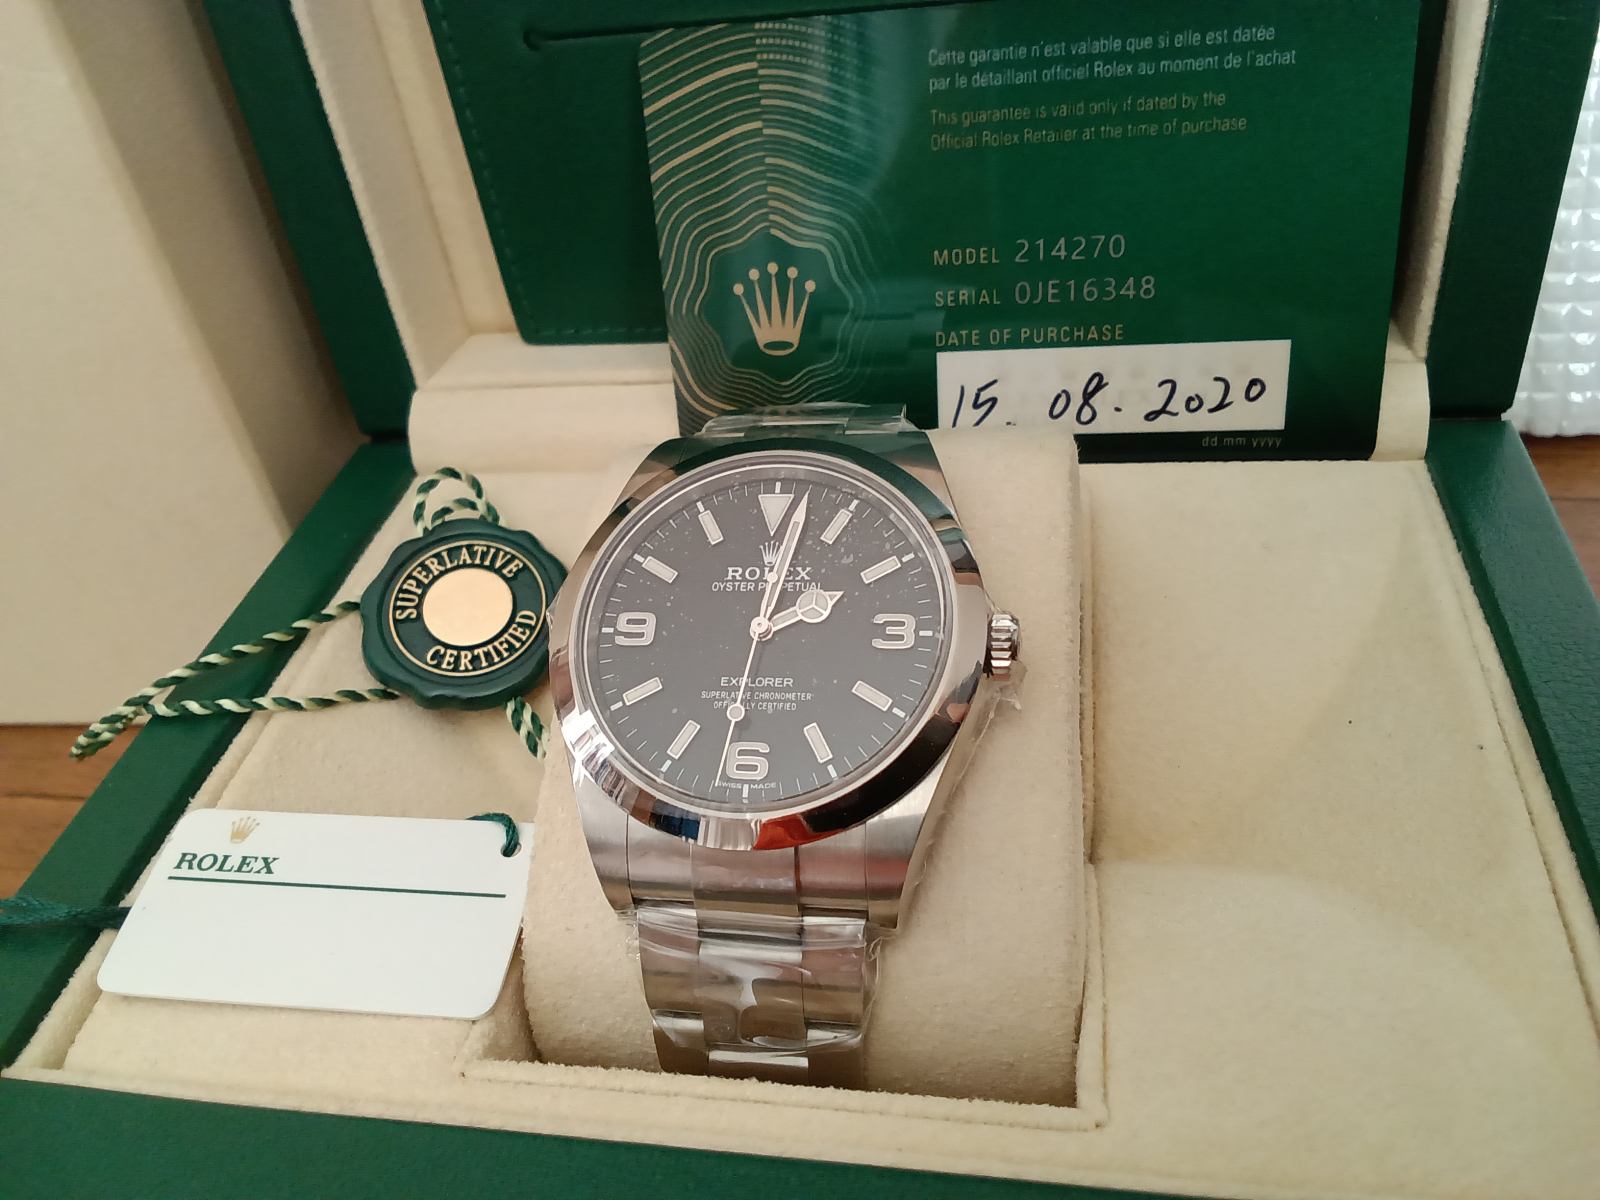 Cette garantie n'est valable que si elle est datée
par le détaillant officiel Rolex au moment de l'achat
This guarantee is valid only if dated by the
Official Rolex Retailer at the time of purchase
MODEL 214270
SERIAL 0JE16348
DATE OF PURCHASE
15.08.2020
dd.mm yyyy
SUPERLATIVE
CERTIFIED
ROLEX
OYSTER PERPETUAL
9
3
EXPLORER
SUPERLATIVE CHRONOMETER
OFFICIALLY CERTIFIED
6
SWISS MADE
ROLEX